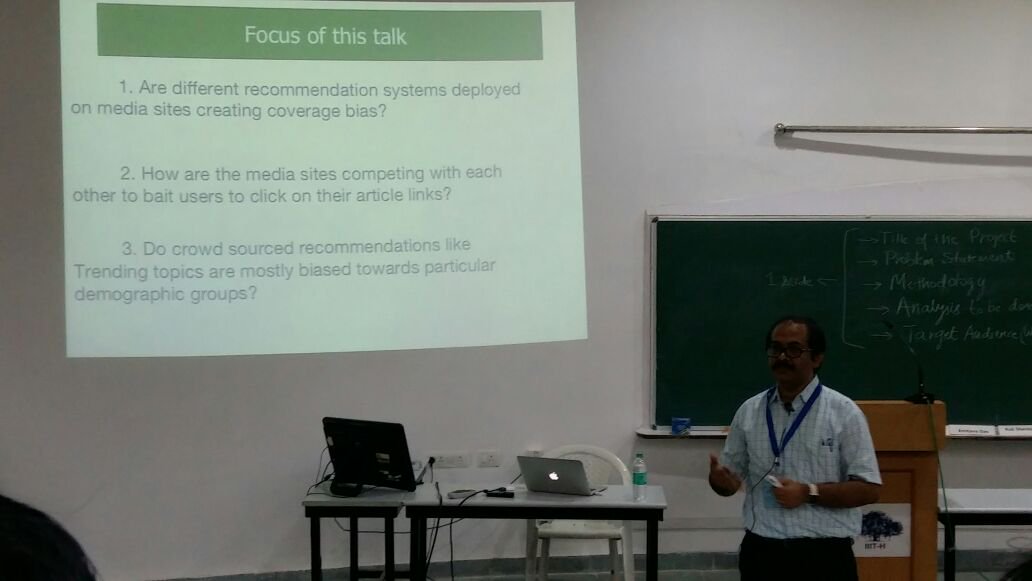 Focus of this talk
1. Are different recommendation systems deployed
on media sites creating coverage bias?
2. How are the media sites competing with each
other to bait users to click on their article links?
3. Do crowd sourced recommendations like
Trending topics are mostly biased towards particular
demographic groups?
→ Title of the Project
→ Problem Statement
→ Methodology
→ Analysis to be done
→ Target Audience
IIIT-H